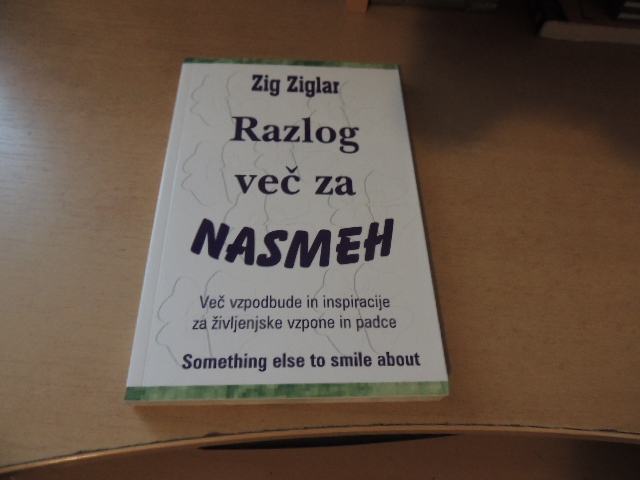 Zig Ziglar
Razlog
več za
NASMEH
Več vzpodbude in inspiracije
za življenjske vzpone in padce
Something else to smile about